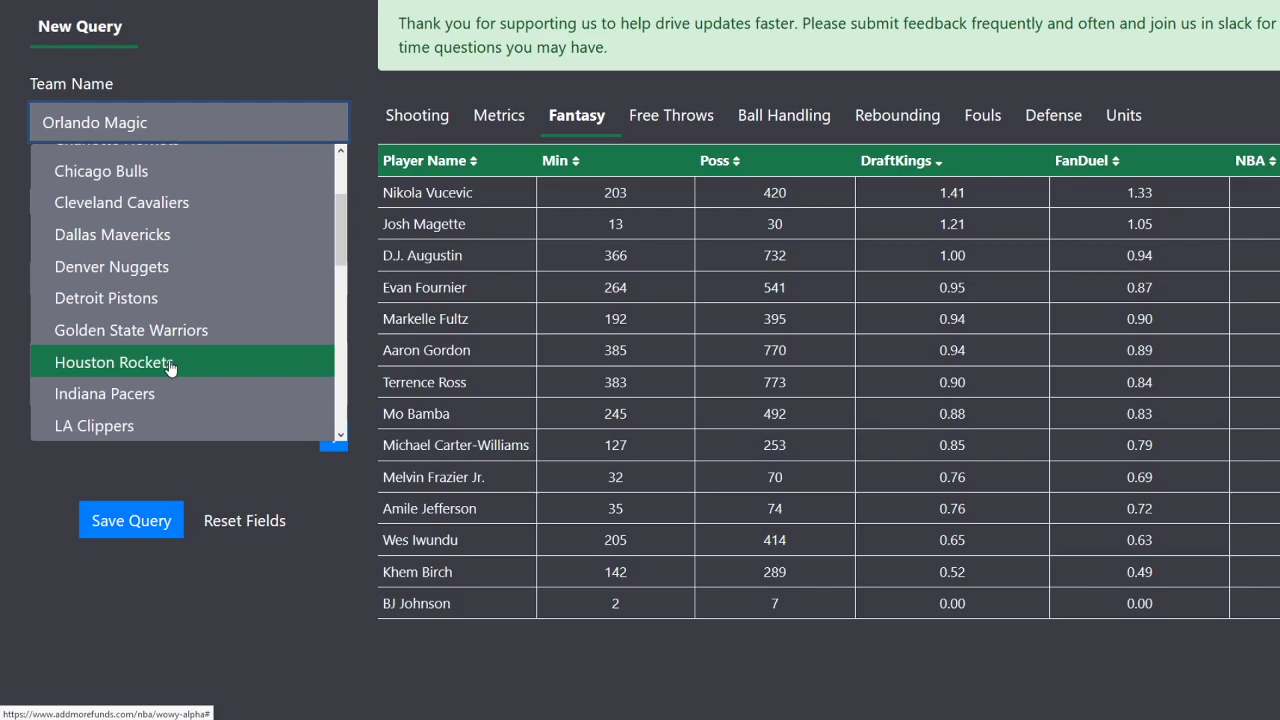 New Query
Thank you for supporting us to help drive updates faster. Please submit feedback frequently and often and join us in slack for
time questions you may have.
Team Name
Orlando Magic
Chicago Bulls
Cleveland Cavaliers
Dallas Mavericks
Denver Nuggets
Detroit Pistons
Golden State Warriors
Houston Rockets
Indiana Pacers
LA Clippers
Save Query Reset Fields
Shooting Metrics Fantasy Free Throws Ball Handling Rebounding Fouls Defense Units
Player Name Min Poss DraftKings FanDuel NBA
Nikola Vucevic 203 420 1.41 1.33
Josh Magette 13 30 1.21 1.05
D.J. Augustin 366 732 1.00 0.94
Evan Fournier 264 541 0.95 0.87
Markelle Fultz 192 395 0.94 0.90
Aaron Gordon 385 770 0.94 0.89
Terrence Ross 383 773 0.90 0.84
Mo Bamba 245 492 0.88 0.83
Michael Carter-Williams 127 253 0.85 0.79
Melvin Frazier Jr. 32 70 0.76 0.69
Amile Jefferson 35 74 0.76 0.72
Wes Iwundu 205 414 0.65 0.63
Khem Birch 142 289 0.52 0.49
BJ Johnson 2 7 0.00 0.00
https://www.addmorefunds.com/nba/wowy-alpha#